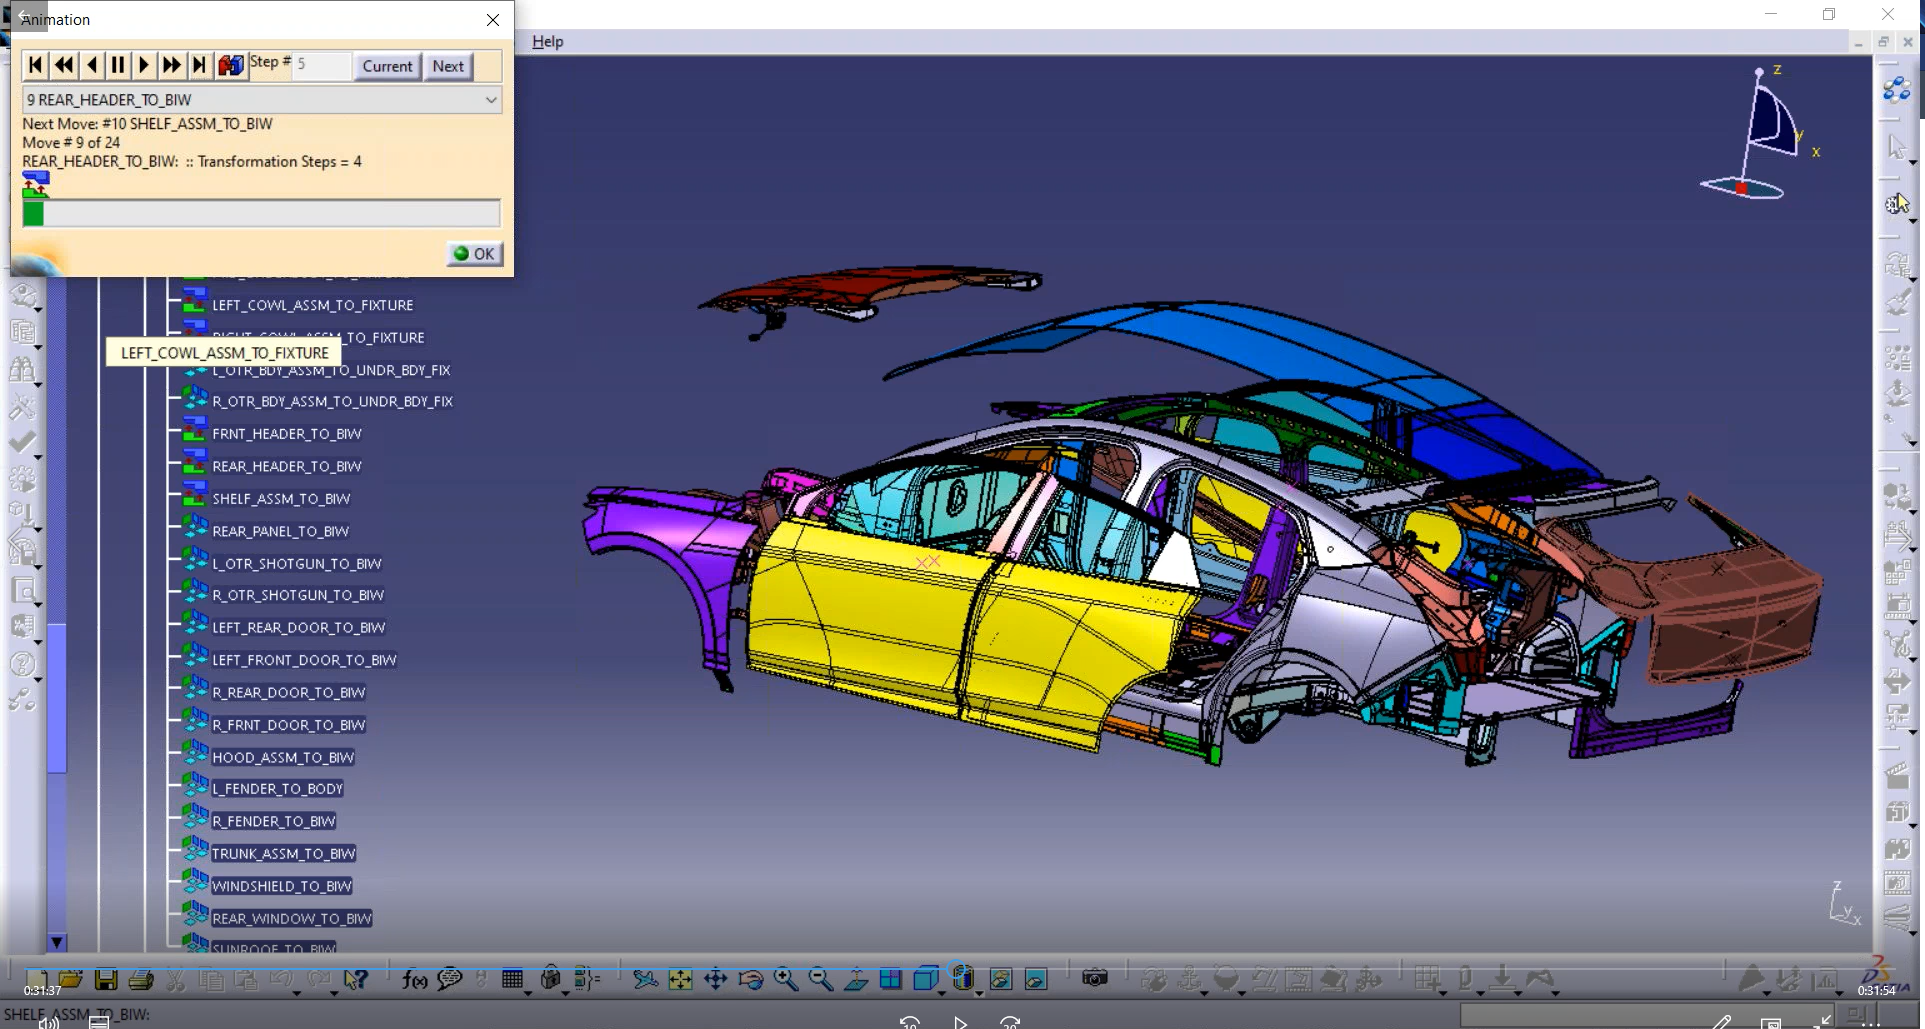 Animation
Help
Step #
5
Current
Next
9 REAR_HEADER_TO_BIW
Next Move: #10 SHELF_ASSM_TO_BIW
Move # 9 of 24
REAR_HEADER_TO_BIW: :: Transformation Steps = 4
OK
LEFT_COWL_ASSM_TO_FIXTURE
RIGHT_COWL_ASSM_TO_FIXTURE
LEFT_COWL_ASSM_TO_FIXTURE
L_OTR_BDY_ASSM_TO_UNDR_BDY_FIX
R_OTR_BDY_ASSM_TO_UNDR_BDY_FIX
FRNT_HEADER_TO_BIW
REAR_HEADER_TO_BIW
SHELF_ASSM_TO_BIW
REAR_PANEL_TO_BIW
L_OTR_SHOTGUN_TO_BIW
R_OTR_SHOTGUN_TO_BIW
LEFT_REAR_DOOR_TO_BIW
LEFT_FRONT_DOOR_TO_BIW
R_REAR_DOOR_TO_BIW
R_FRNT_DOOR_TO_BIW
HOOD_ASSM_TO_BIW
L_FENDER_TO_BODY
R_FENDER_TO_BIW
TRUNK_ASSM_TO_BIW
WINDSHIELD_TO_BIW
REAR_WINDOW_TO_BIW
SUNROOF_TO_BIW
z
y
x
z
y
x
f(x)
0:31:37
0:31:54
SHELF_ASSM_TO_BIW: